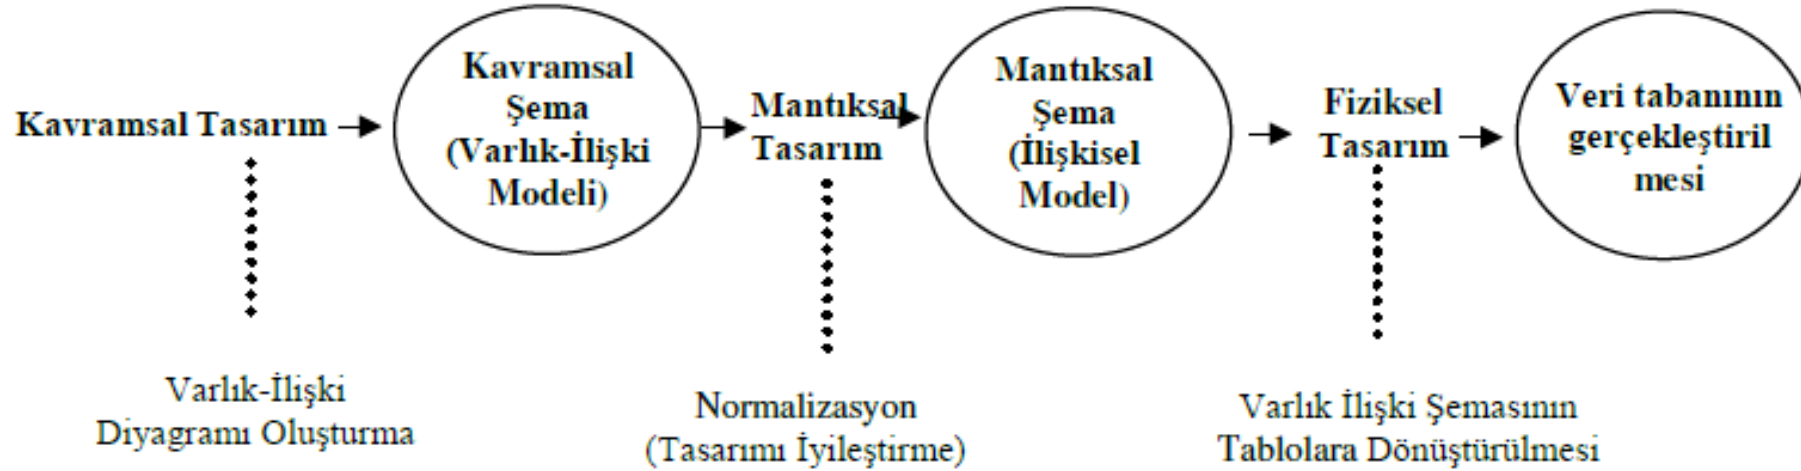 Kavramsal Tasarım
Kavramsal
Şema
(Varlık-İlişki
Modeli)
Mantıksal
Tasarım
Mantıksal
Şema
(İlişkisel
Model)
Fiziksel
Tasarım
Veri tabanının
gerçekleştiril
mesi
Varlık-İlişki
Diyagramı Oluşturma
Normalizasyon
(Tasarımı İyileştirme)
Varlık İlişki Şemasının
Tablolara Dönüştürülmesi